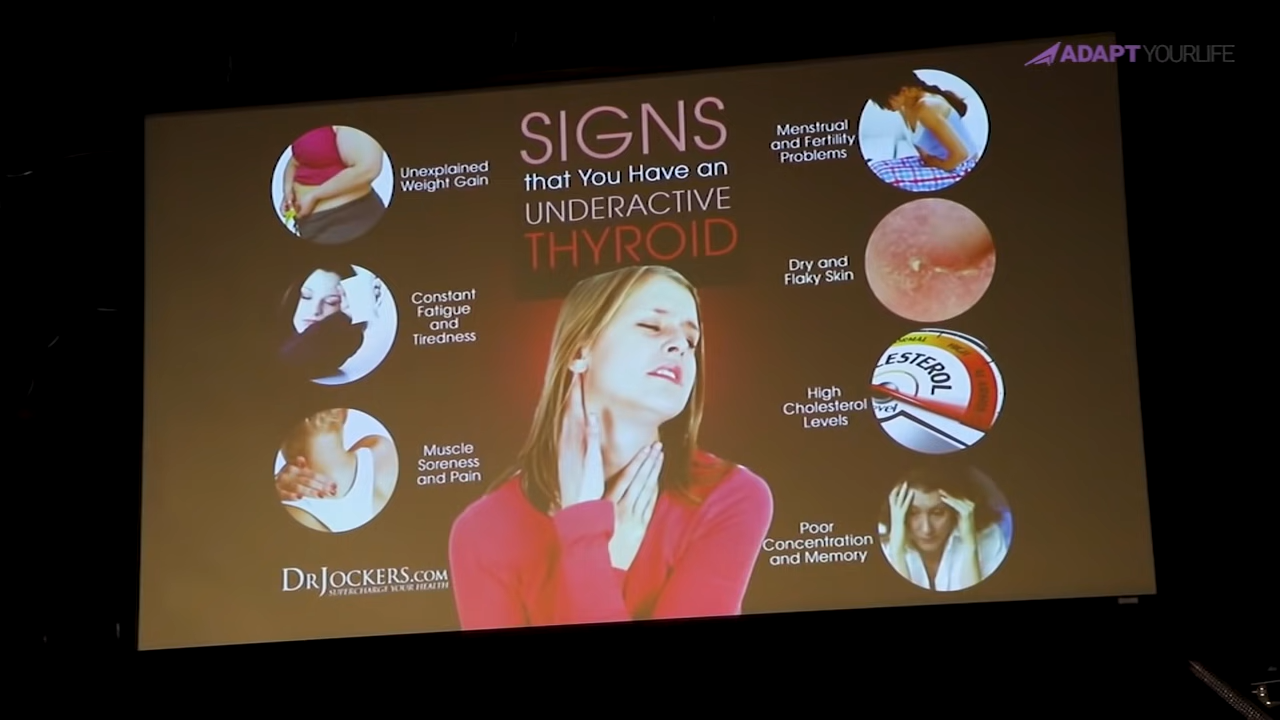 ADAPTYOURLIFE
SIGNS
that You Have an
UNDERACTIVE
THYROID
Unexplained
Weight Gain
Constant
Fatigue
and
Tiredness
Muscle
Soreness
and Pain
DRJOCKERS.COM
SUPERCHARGE YOUR HEALTH
Menstrual
and Fertility
Problems
Dry and
Flaky Skin
High
Cholesterol
Levels
LESTEROL
Poor
Concentration
and Memory